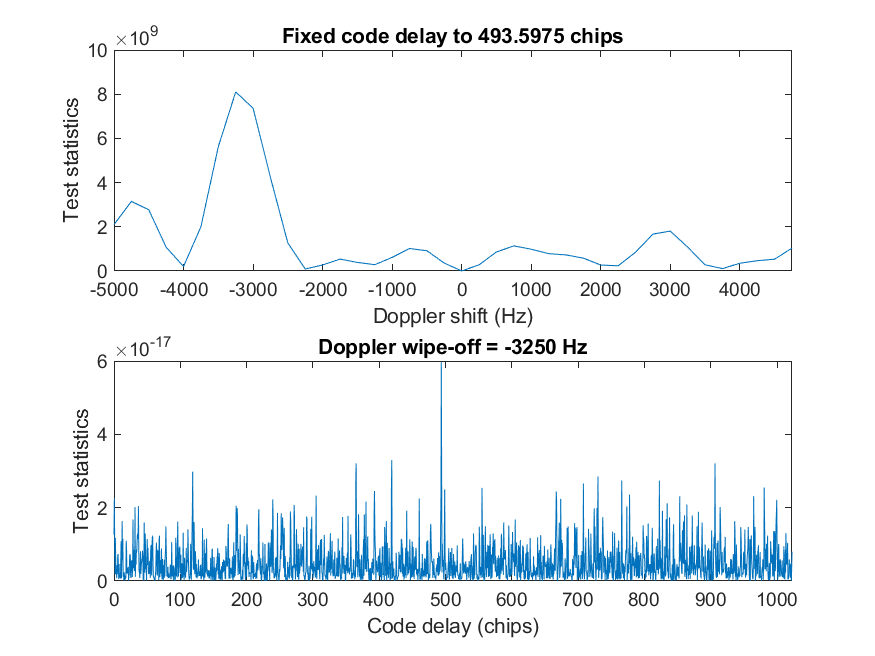 ×10^9
Fixed code delay to 493.5975 chips
10
8
6
4
2
0
Test statistics
-5000 -4000 -3000 -2000 -1000 0 1000 2000 3000 4000
Doppler shift (Hz)
×10^-17
Doppler wipe-off = -3250 Hz
6
4
2
0
Test statistics
0 100 200 300 400 500 600 700 800 900 1000
Code delay (chips)